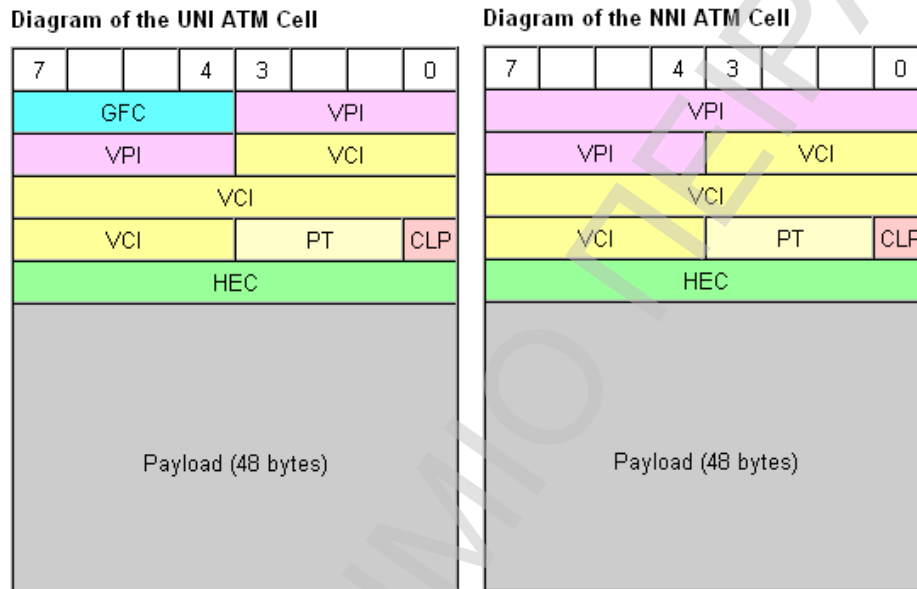 Diagram of the UNI ATM Cell
7 4 3 0
GFC VPI
VPI VCI
VCI
VCI PT CLP
HEC
Payload (48 bytes)
Diagram of the NNI ATM Cell
7 4 3 0
VPI
VPI VCI
VCI
VCI PT CLP
HEC
Payload (48 bytes)
ΜΙΟ ΠΕΙΡΑ